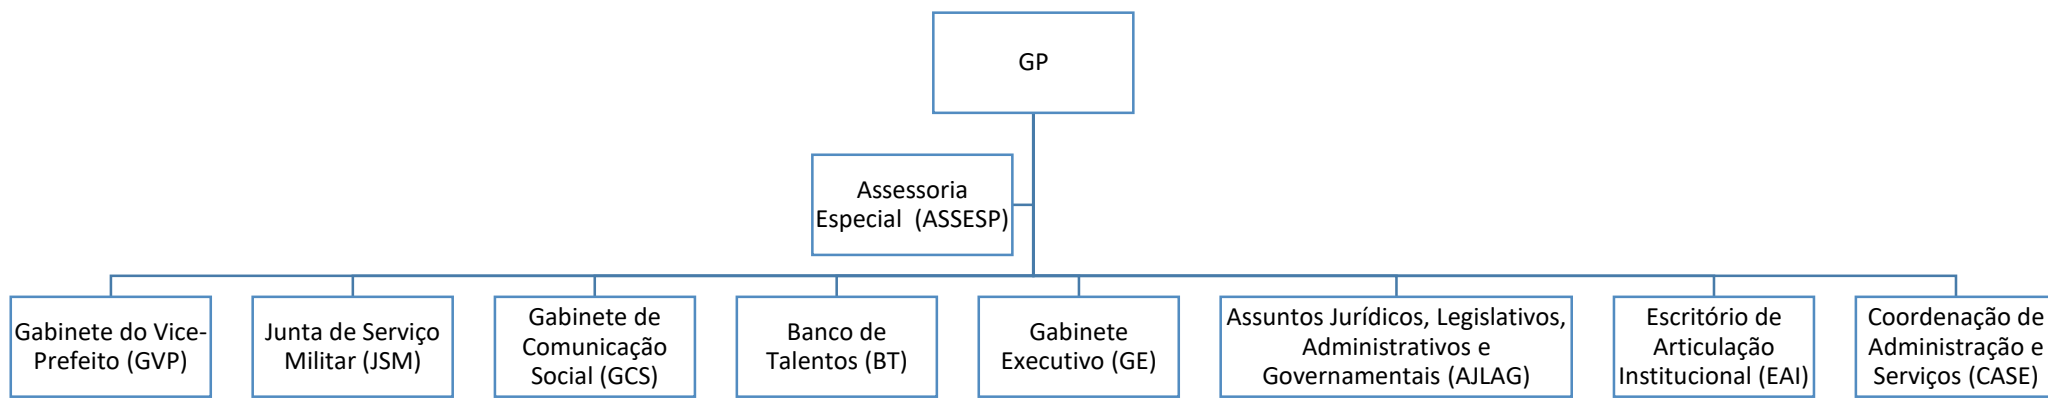 GP
Assessoria
Especial (ASSESP)
Gabinete do Vice-
Prefeito (GVP)
Junta de Serviço
Militar (JSM)
Gabinete de
Comunicação
Social (GCS)
Banco de
Talentos (BT)
Gabinete
Executivo (GE)
Assuntos Jurídicos, Legislativos,
Administrativos e
Governamentais (AJLAG)
Escritório de
Articulação
Institucional (EAI)
Coordenação de
Administração e
Serviços (CASE)